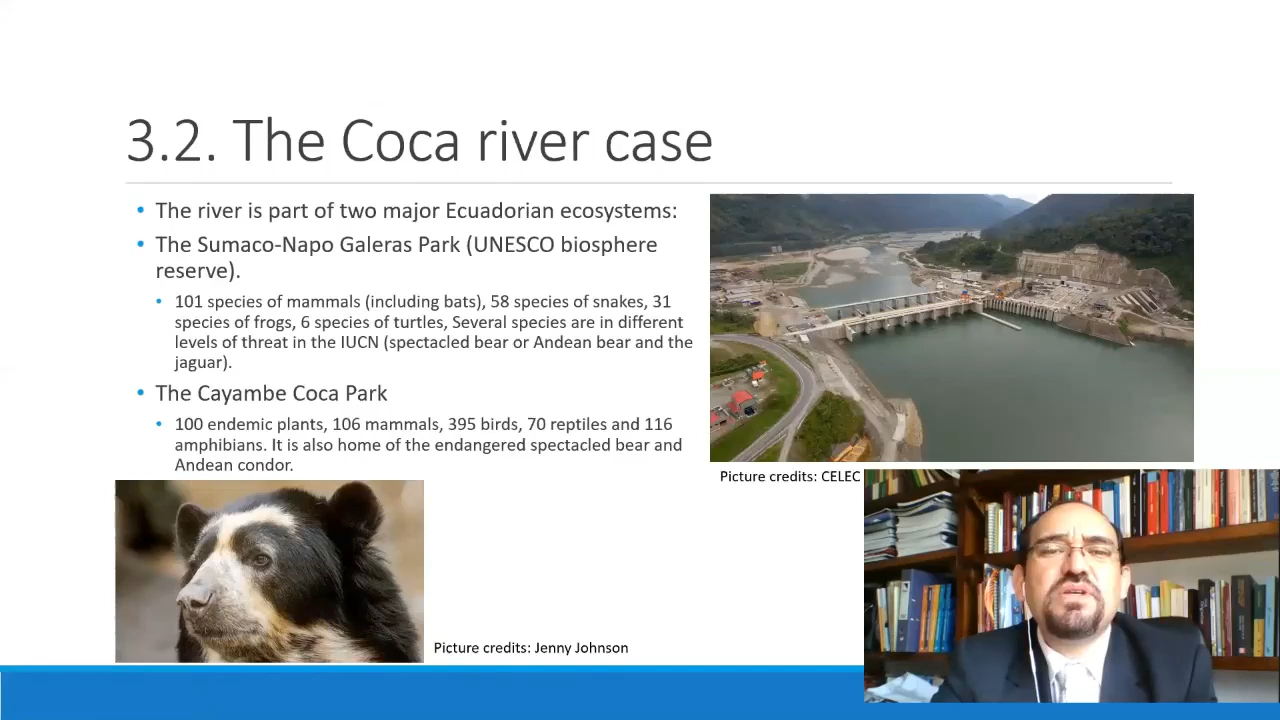 3.2. The Coca river case
• The river is part of two major Ecuadorian ecosystems:
• The Sumaco-Napo Galeras Park (UNESCO biosphere
reserve).
• 101 species of mammals (including bats), 58 species of snakes, 31
species of frogs, 6 species of turtles, Several species are in different
levels of threat in the IUCN (spectacled bear or Andean bear and the
jaguar).
• The Cayambe Coca Park
• 100 endemic plants, 106 mammals, 395 birds, 70 reptiles and 116
amphibians. It is also home of the endangered spectacled bear and
Andean condor.
Picture credits: CELEC
Picture credits: Jenny Johnson